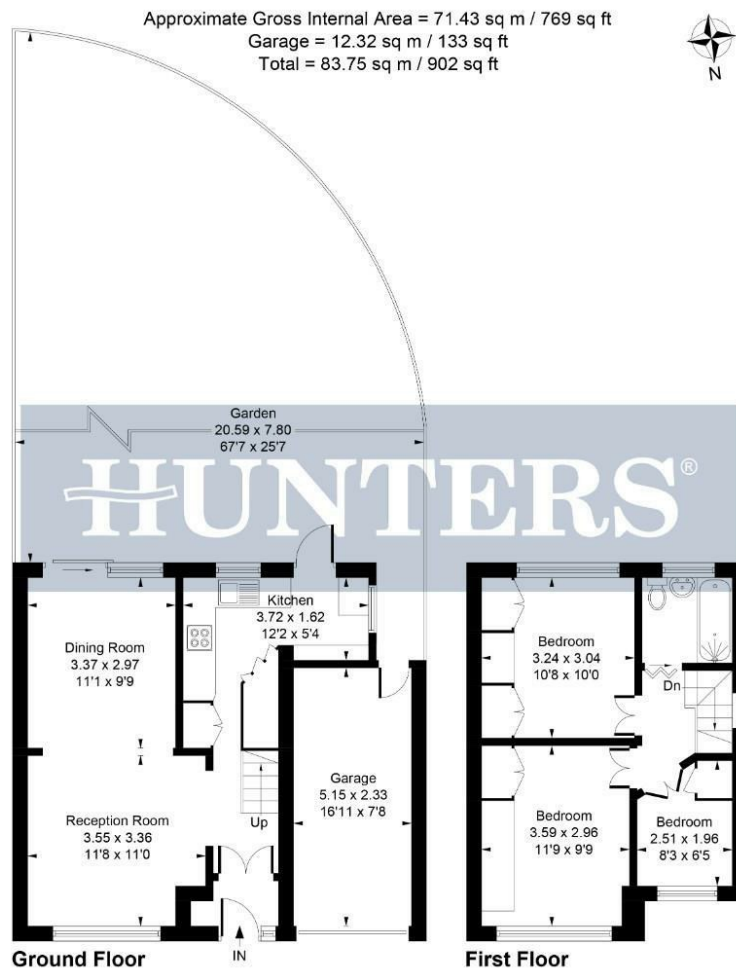 Approximate Gross Internal Area = 71.43 sq m / 769 sq ft
Garage = 12.32 sq m / 133 sq ft
Total = 83.75 sq m / 902 sq ft
N
Garden
20.59 x 7.80
67'7 x 25'7
HUNTERS®
Kitchen
3.72 x 1.62
12'2 x 5'4
Dining Room
3.37 x 2.97
11'1 x 9'9
Reception Room
3.55 x 3.36
11'8 x 11'0
Up
Garage
5.15 x 2.33
16'11 x 7'8
IN
Ground Floor
Bedroom
3.24 x 3.04
10'8 x 10'0
Dn
Bedroom
3.59 x 2.96
11'9 x 9'9
Bedroom
2.51 x 1.96
8'3 x 6'5
First Floor